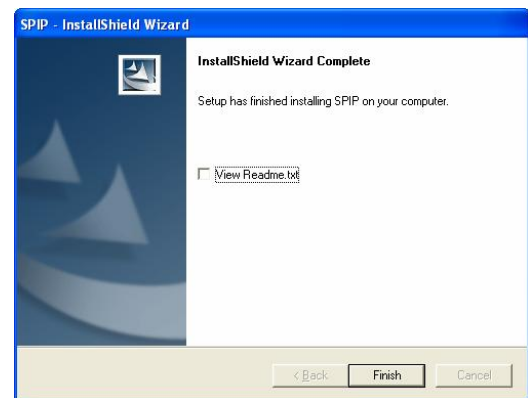 SPIP - InstallShield Wizard
InstallShield Wizard Complete
Setup has finished installing SPIP on your computer.
View Readme.txt
< Back
Finish
Cancel